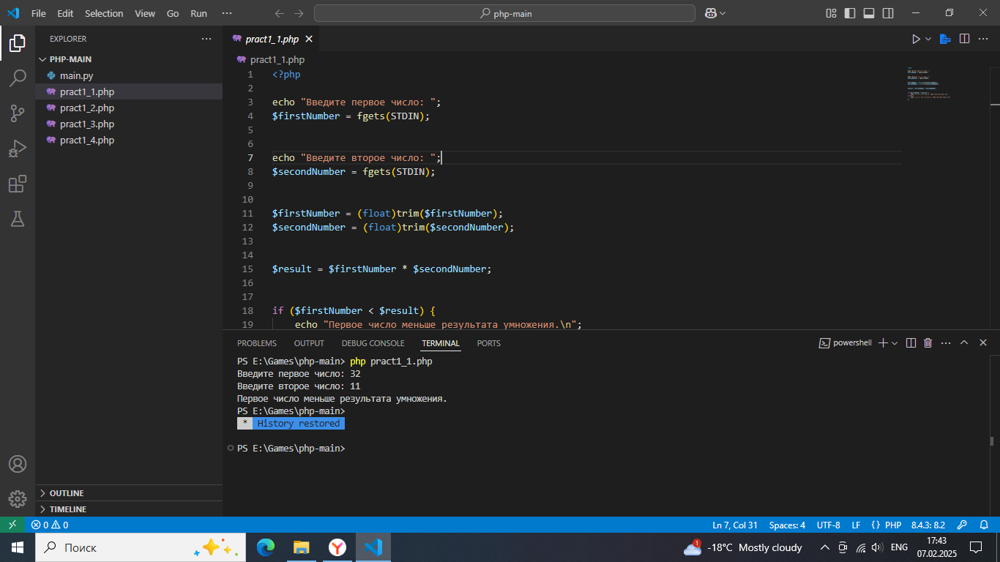 File Edit Selection View Go Run ··· php-main
EXPLORER ···
PHP-MAIN
main.py
pract1_1.php
pract1_2.php
pract1_3.php
pract1_4.php
OUTLINE
TIMELINE
pract1_1.php
pract1_1.php
1 <?php
2
3 echo "Введите первое число: ";
4 $firstNumber = fgets(STDIN);
5
6
7 echo "Введите второе число: ";
8 $secondNumber = fgets(STDIN);
9
10
11 $firstNumber = (float)trim($firstNumber);
12 $secondNumber = (float)trim($secondNumber);
13
14
15 $result = $firstNumber * $secondNumber;
16
17
18 if ($firstNumber < $result) {
19 echo "Первое число меньше результата умножения.\n";
PROBLEMS OUTPUT DEBUG CONSOLE TERMINAL PORTS powershell
PS E:\Games\php-main> php pract1_1.php
Введите первое число: 32
Введите второе число: 11
Первое число меньше результата умножения.
PS E:\Games\php-main>
* History restored
PS E:\Games\php-main>
0 0 Ln 7, Col 31 Spaces: 4 UTF-8 LF {} PHP 8.4.3: 8.2
Поиск 1 -18°C Mostly cloudy ENG 17:43
07.02.2025